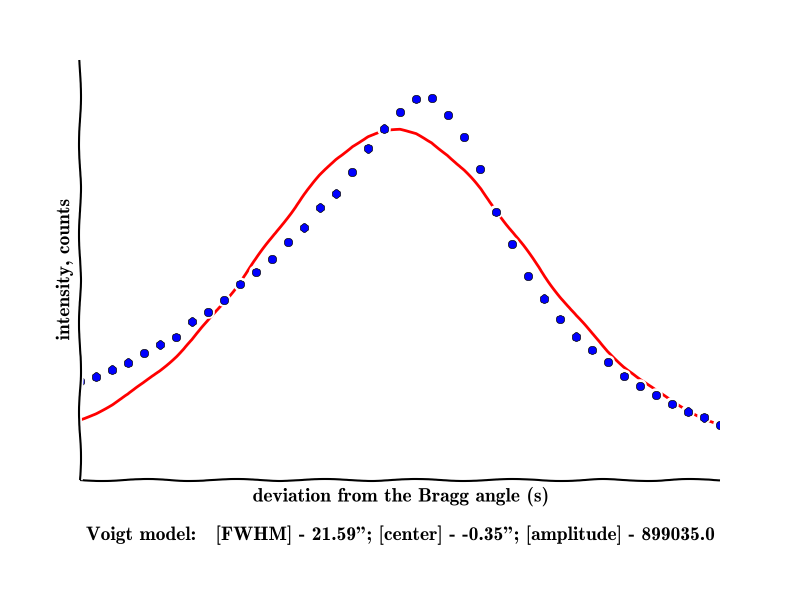 intensity, counts
deviation from the Bragg angle (s)
Voigt model: [FWHM] - 21.59”; [center] - -0.35”; [amplitude] - 899035.0